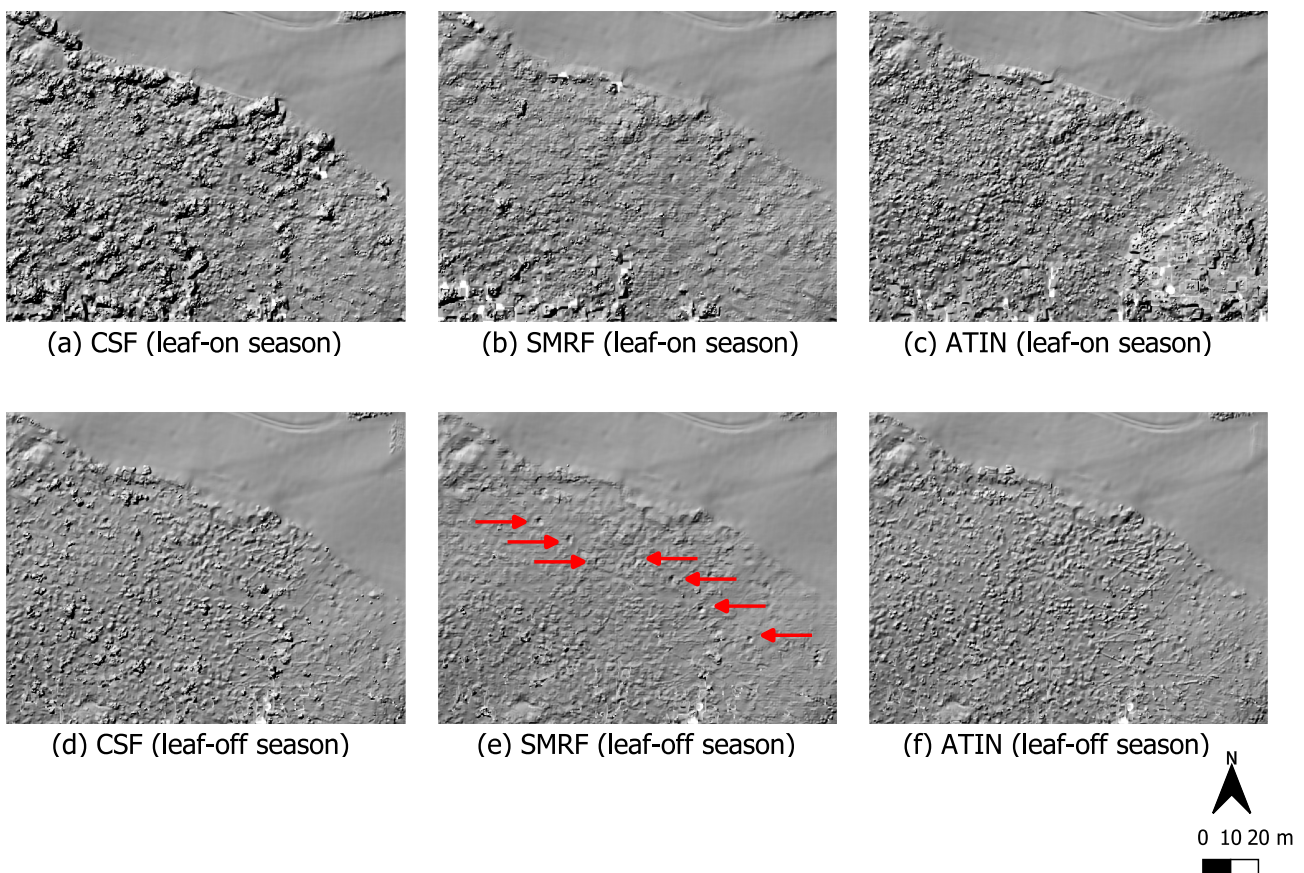 (a) CSF (leaf-on season)
(b) SMRF (leaf-on season)
(c) ATIN (leaf-on season)
(d) CSF (leaf-off season)
(e) SMRF (leaf-off season)
(f) ATIN (leaf-off season)
N
0 10 20 m